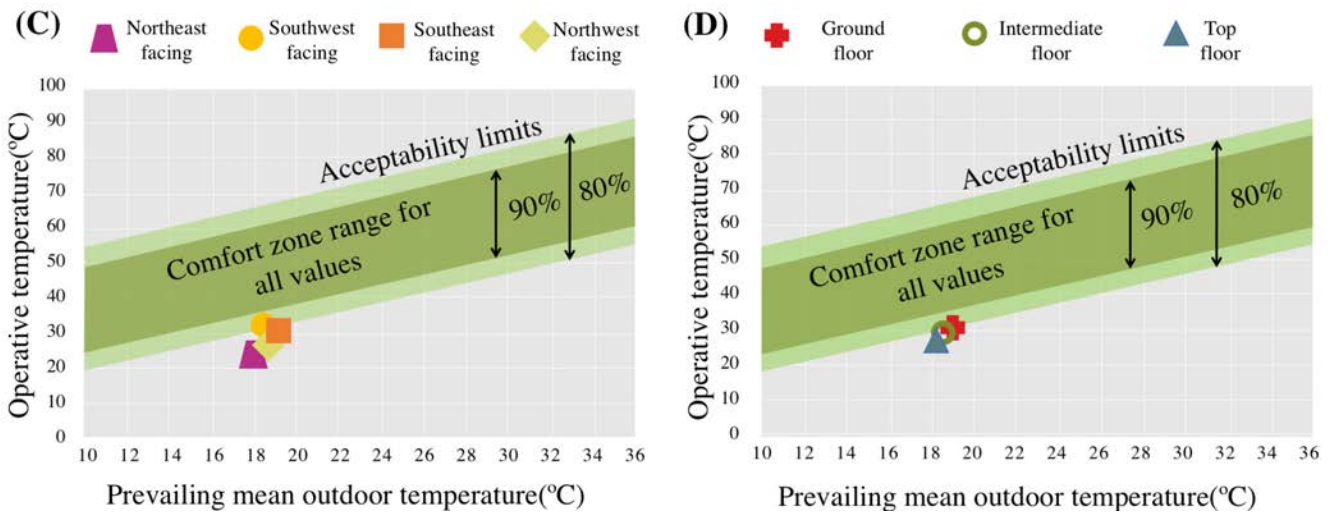 (C)
Northeast
facing
Southwest
facing
Southeast
facing
Northwest
facing
Operative temperature(ºC)
100
90
80
70
60
50
40
30
20
10
0
Acceptability limits
90%
80%
Comfort zone range for
all values
10 12 14 16 18 20 22 24 26 28 30 32 34 36
Prevailing mean outdoor temperature(ºC)
(D)
Ground
floor
Intermediate
floor
Top
floor
Operative temperature(ºC)
100
90
80
70
60
50
40
30
20
10
0
Acceptability limits
90%
80%
Comfort zone range for
all values
10 12 14 16 18 20 22 24 26 28 30 32 34 36
Prevailing mean outdoor temperature(ºC)